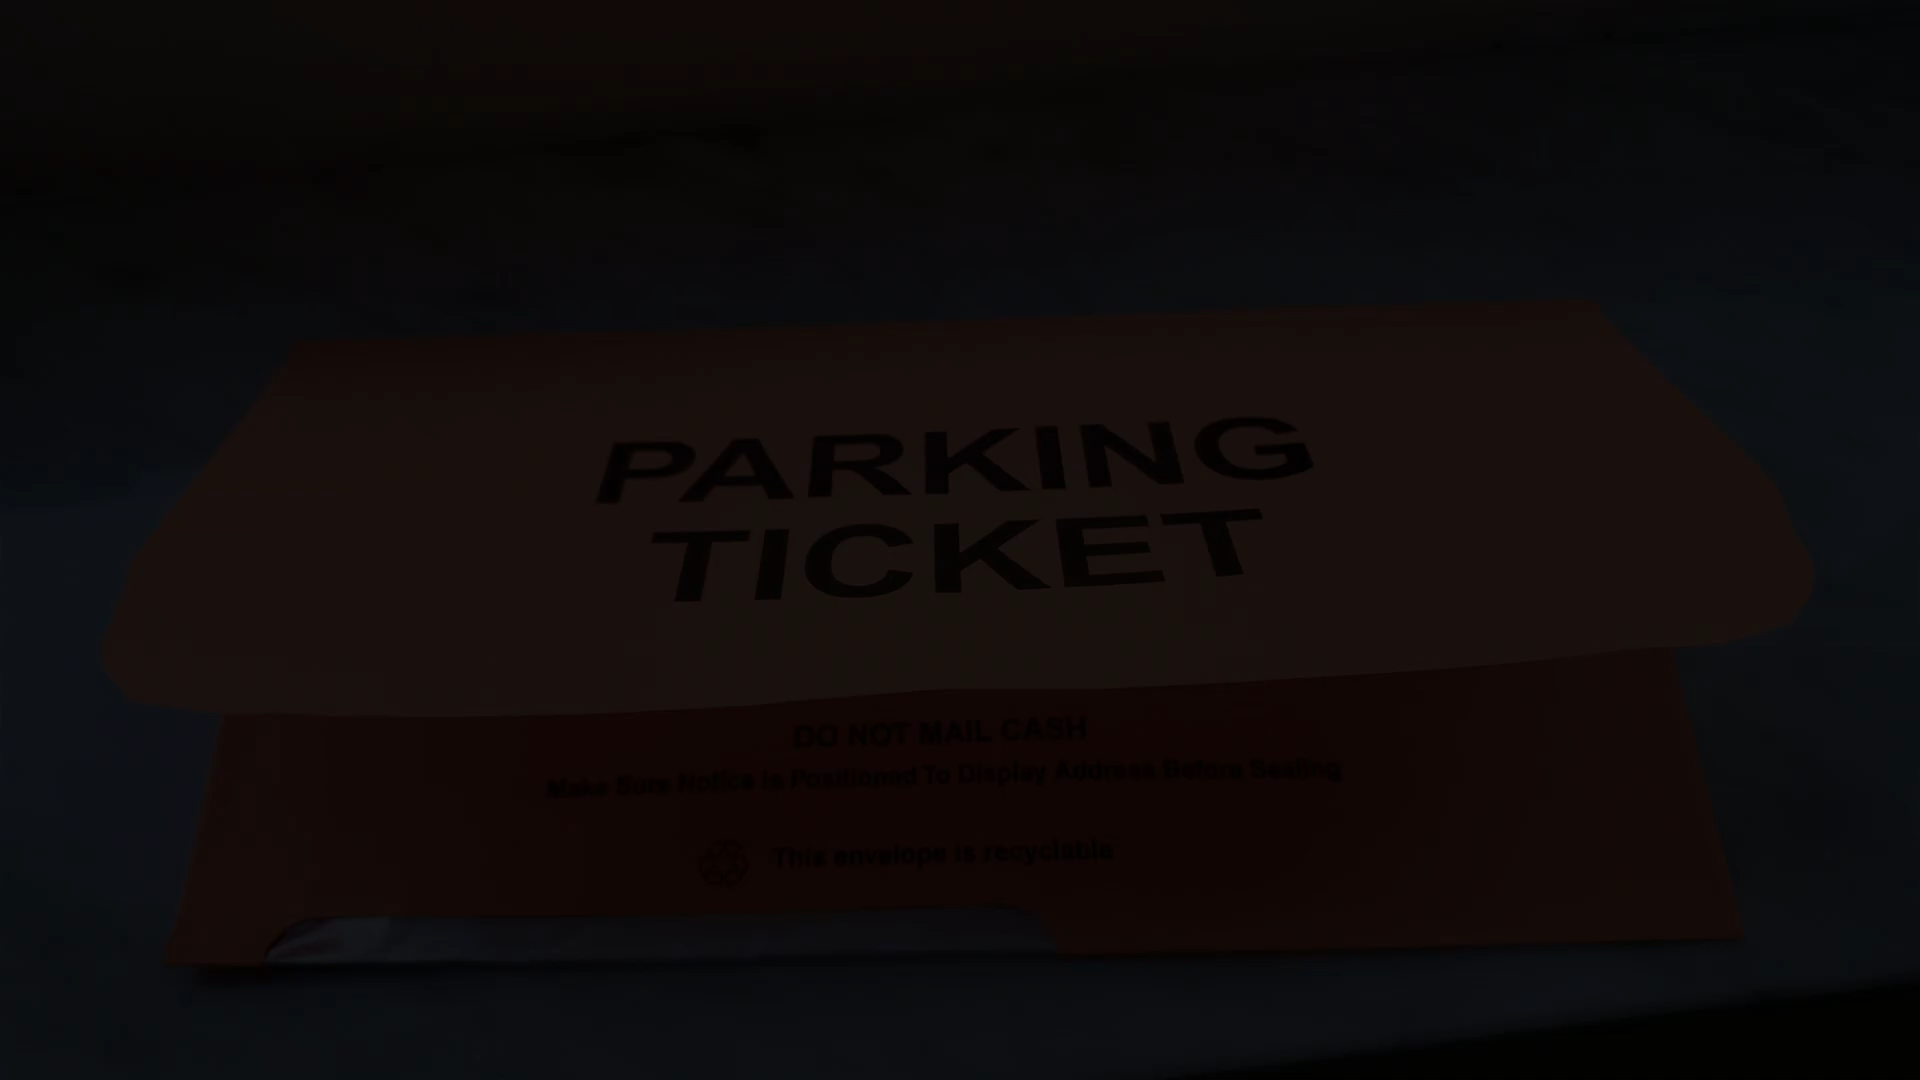 PARKING
TICKET
DO NOT MAIL CASH
Make Sure Notice is Positioned To Display Address Before Sealing
This envelope is recyclable